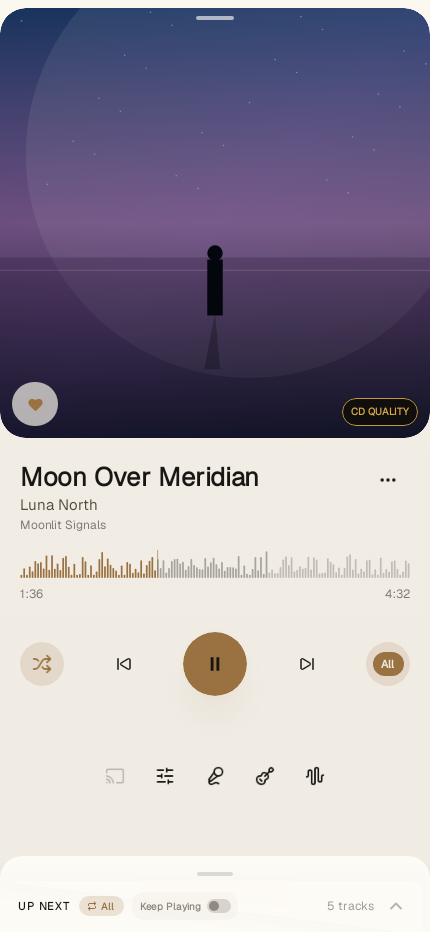 CD QUALITY
Moon Over Meridian
Luna North
Moonlit Signals
1:36 4:32
All
UP NEXT All Keep Playing 5 tracks